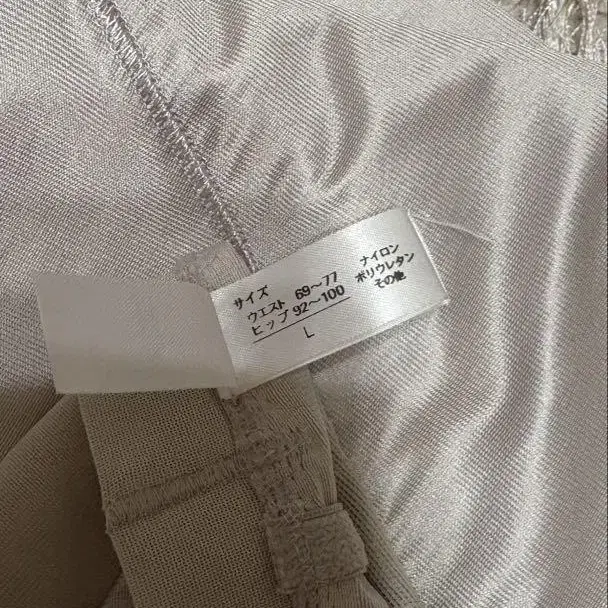 サイズ
ウエスト 69～77
ヒップ 92～100
L
ナイロン
ポリウレタン
その他